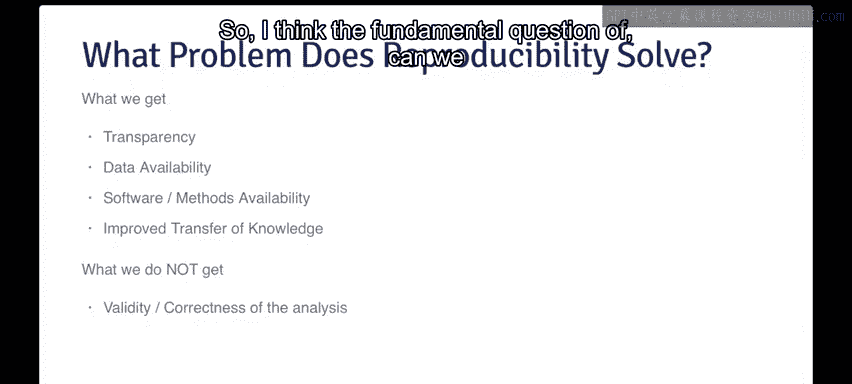 So, I think the fundamental question of,
can we
What Problem Does Reproducibility Solve?
What we get
· Transparency
· Data Availability
· Software / Methods Availability
· Improved Transfer of Knowledge
What we do NOT get
· Validity / Correctness of the analysis